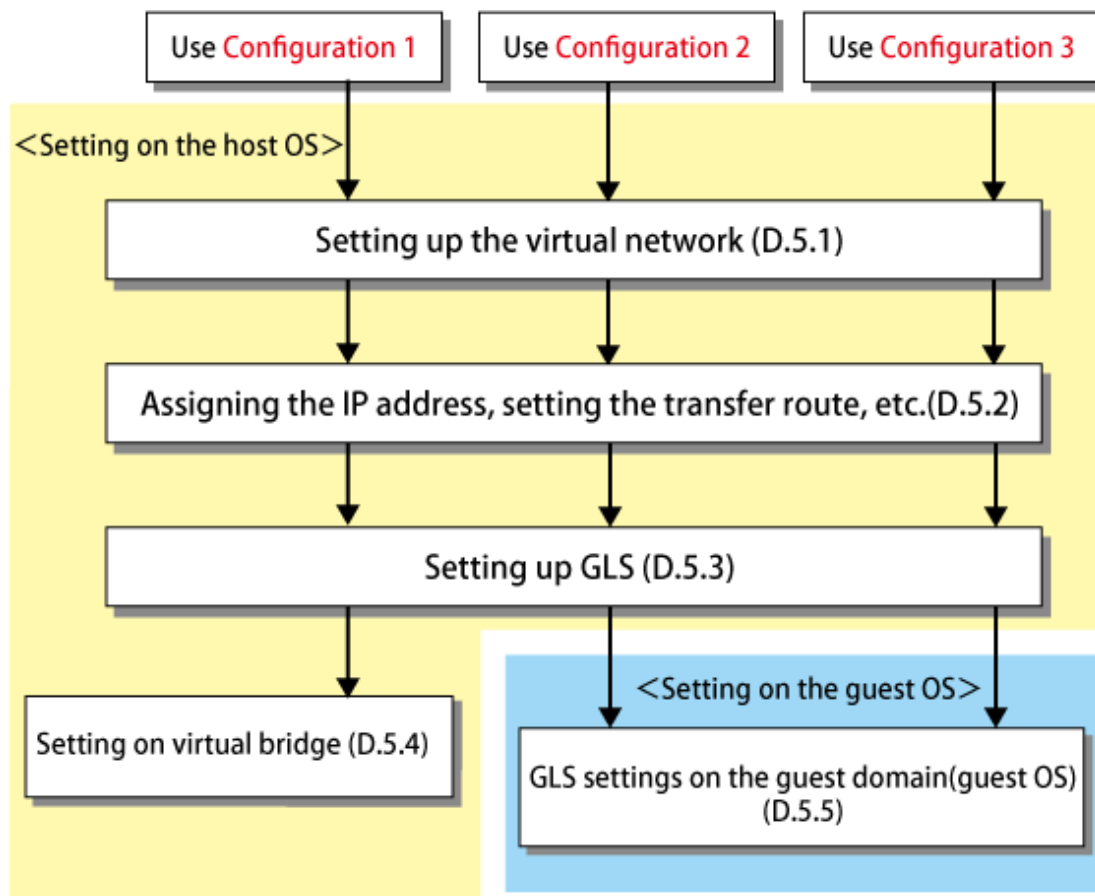 Use Configuration 1
Use Configuration 2
Use Configuration 3
＜Setting on the host OS＞
Setting up the virtual network (D.5.1)
Assigning the IP address, setting the transfer route, etc.(D.5.2)
Setting up GLS (D.5.3)
Setting on virtual bridge (D.5.4)
＜Setting on the guest OS＞
GLS settings on the guest domain(guest OS)
(D.5.5)